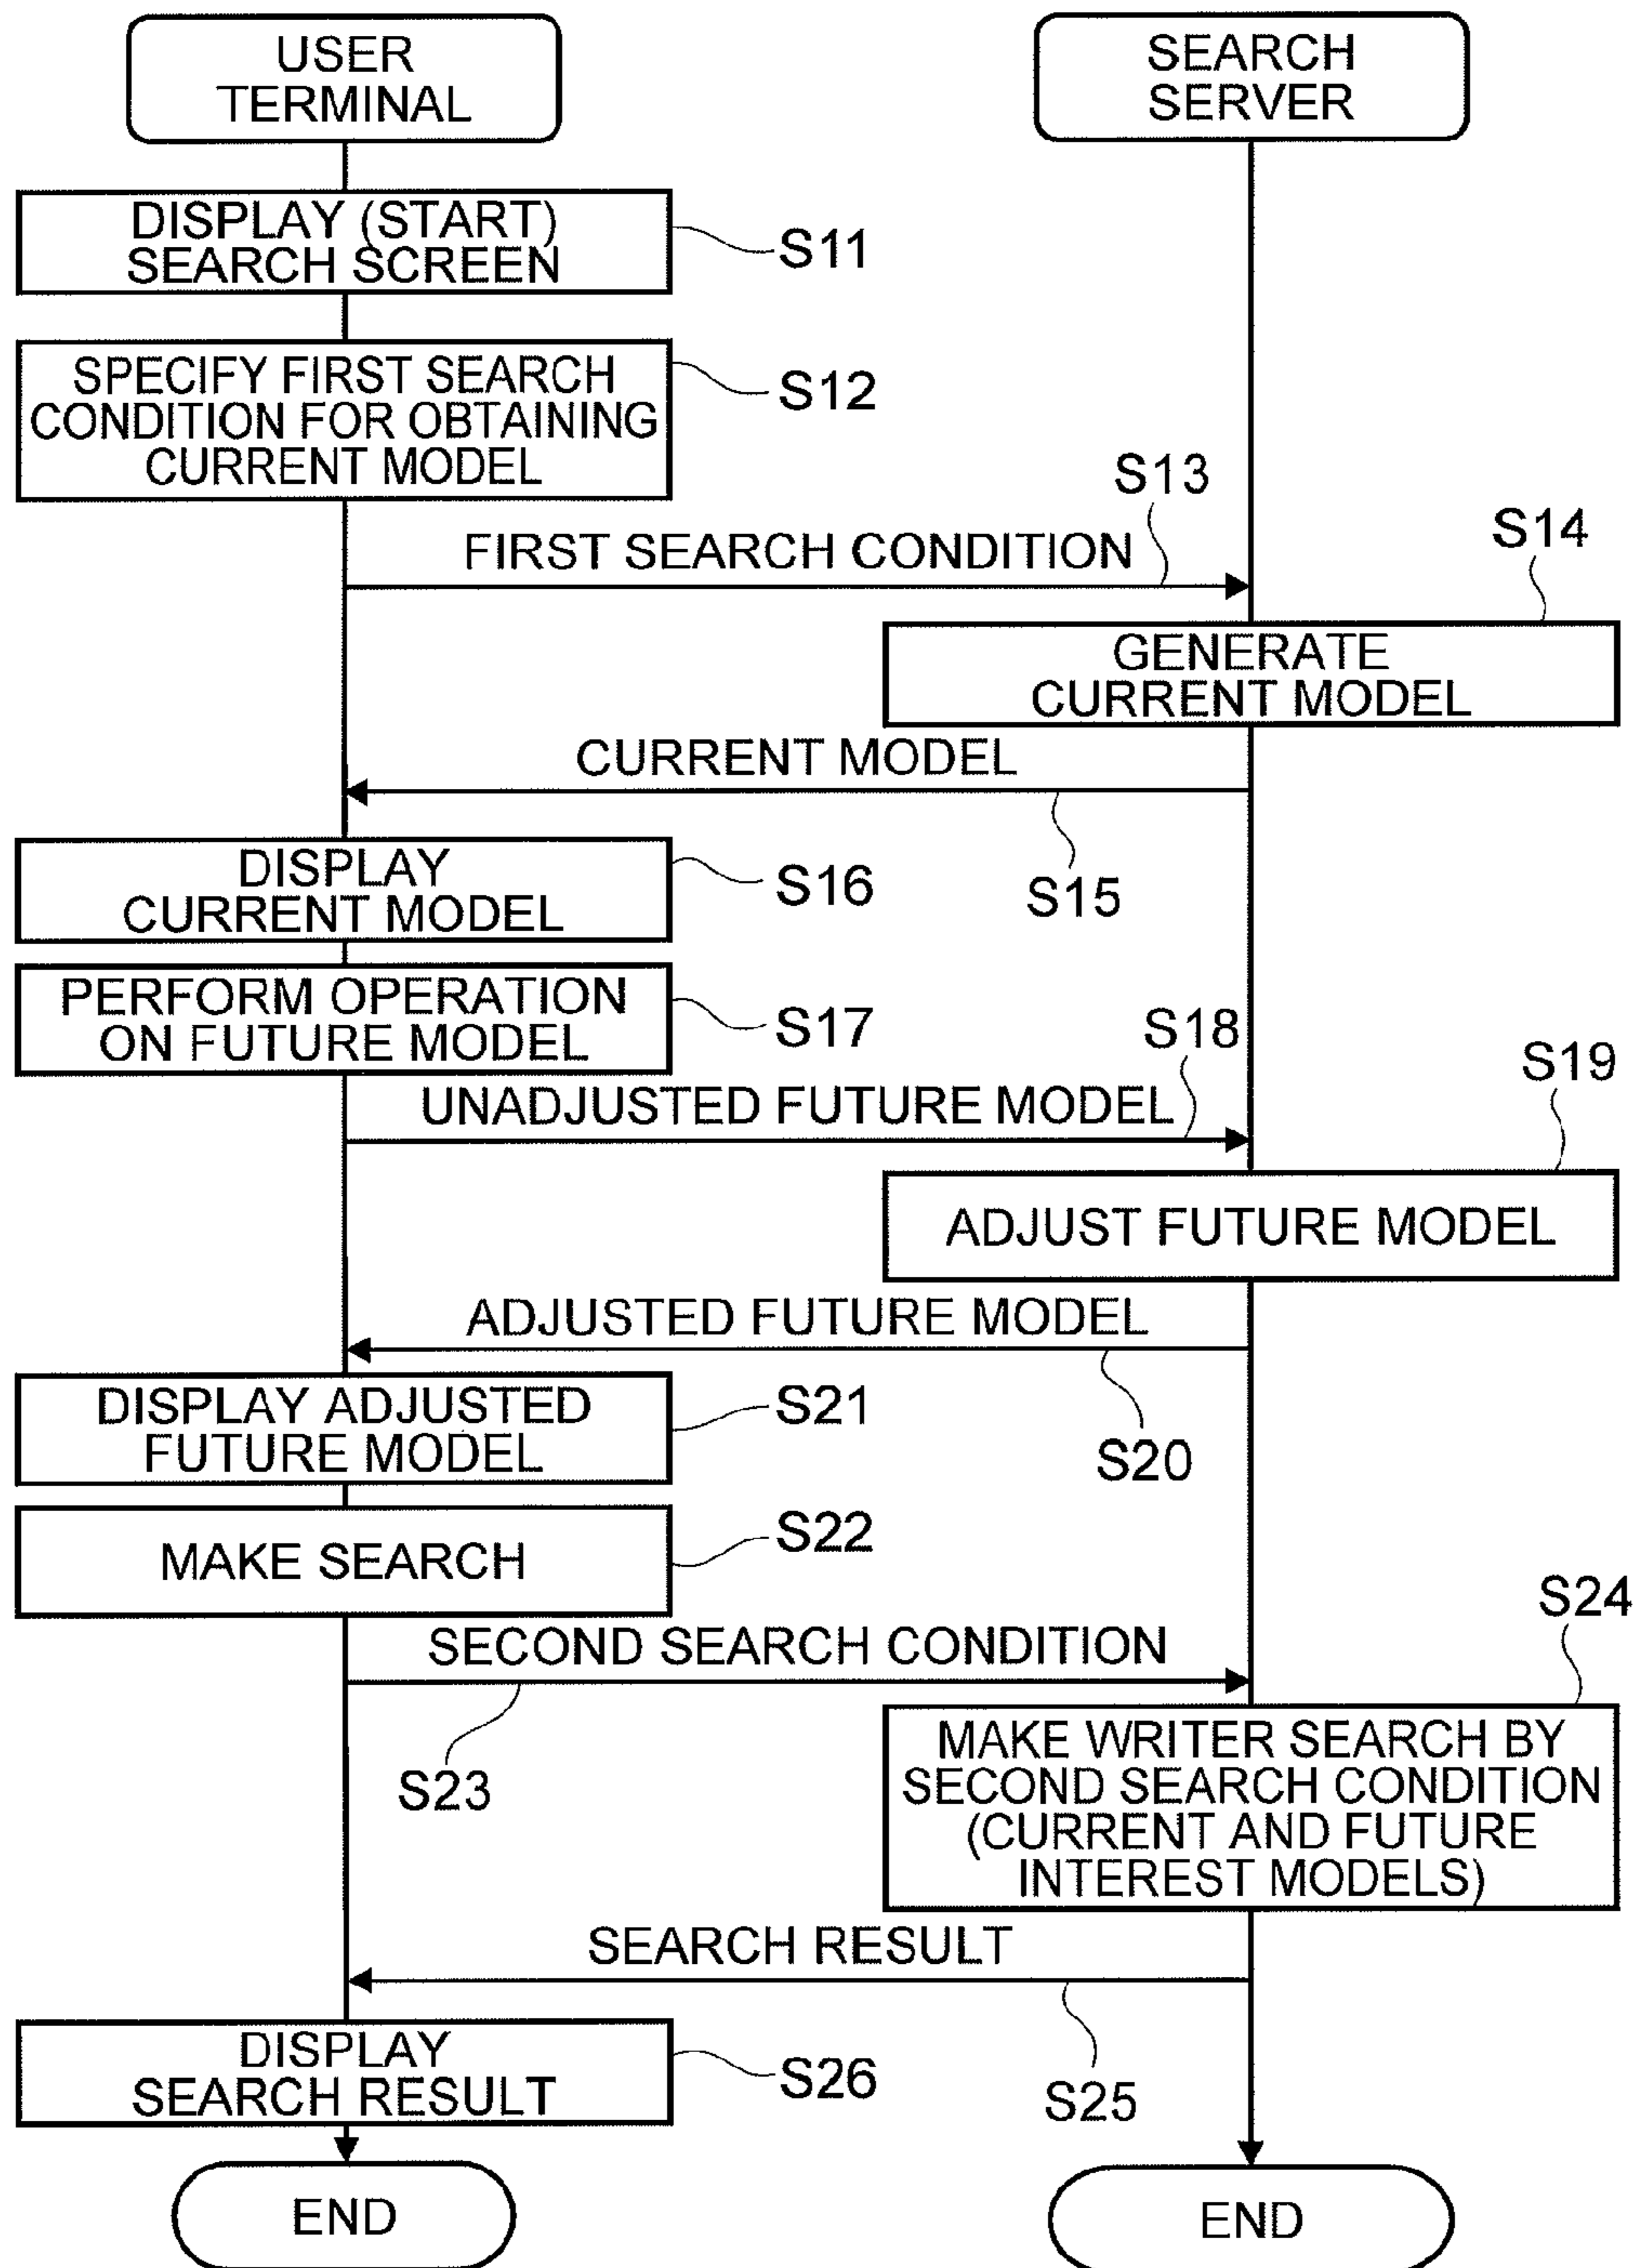 USER
TERMINAL
SEARCH
SERVER
DISPLAY (START)
SEARCH SCREEN
S11
SPECIFY FIRST SEARCH
CONDITION FOR OBTAINING
CURRENT MODEL
S12
S13
FIRST SEARCH CONDITION
S14
GENERATE
CURRENT MODEL
CURRENT MODEL
S15
DISPLAY
CURRENT MODEL
S16
PERFORM OPERATION
ON FUTURE MODEL
S17
S18
UNADJUSTED FUTURE MODEL
S19
ADJUST FUTURE MODEL
ADJUSTED FUTURE MODEL
S20
DISPLAY ADJUSTED
FUTURE MODEL
S21
MAKE SEARCH
S22
SECOND SEARCH CONDITION
S23
S24
MAKE WRITER SEARCH BY
SECOND SEARCH CONDITION
(CURRENT AND FUTURE
INTEREST MODELS)
SEARCH RESULT
S25
DISPLAY
SEARCH RESULT
S26
END
END